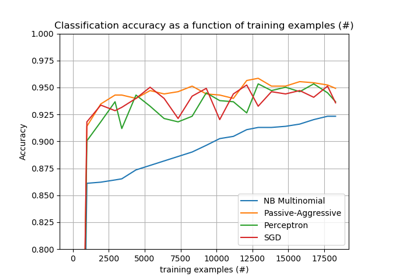 Classification accuracy as a function of training examples (#)
1.000
0.975
0.950
0.925
0.900
0.875
0.850
0.825
0.800
Accuracy
NB Multinomial
Passive-Aggressive
Perceptron
SGD
0 2500 5000 7500 10000 12500 15000 17500
training examples (#)